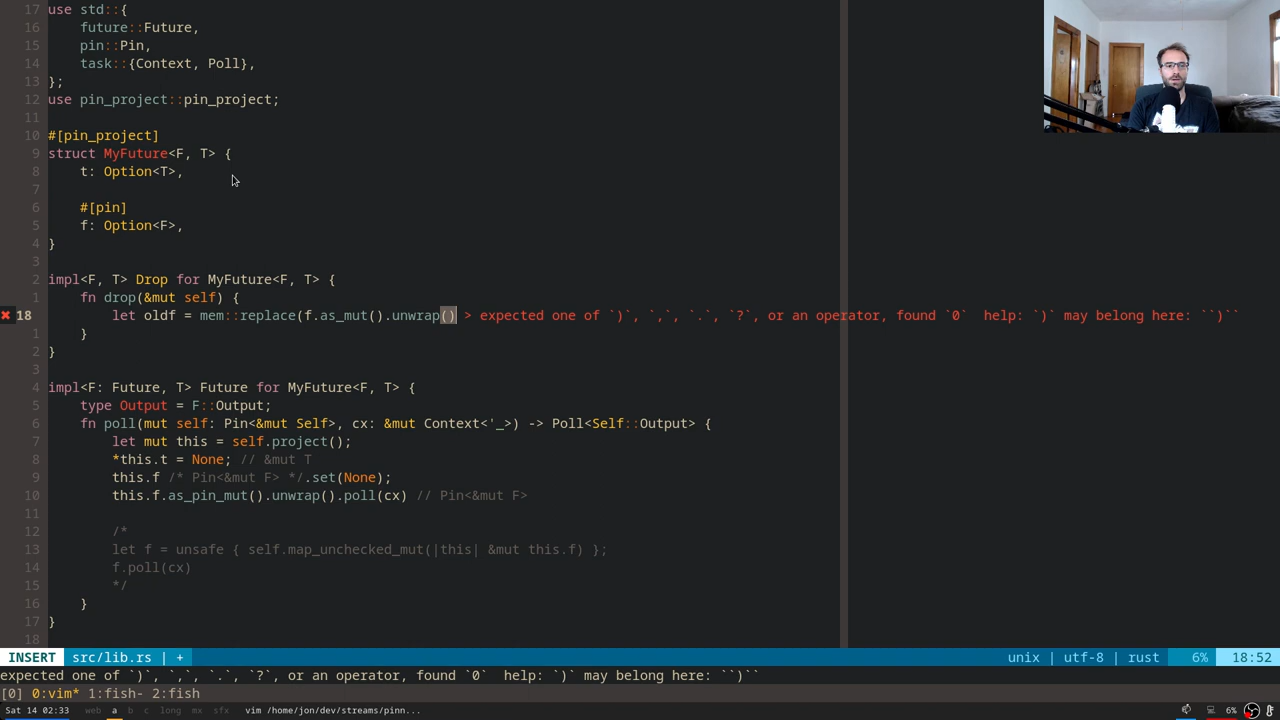 17 use std::{
16     future::Future,
15     pin::Pin,
14     task::{Context, Poll},
13 };
12 use pin_project::pin_project;
11
10 #[pin_project]
9 struct MyFuture<F, T> {
8     t: Option<T>,
7
6     #[pin]
5     f: Option<F>,
4 }
3
2 impl<F, T> Drop for MyFuture<F, T> {
1     fn drop(&mut self) {
✖ 18         let oldf = mem::replace(f.as_mut().unwrap() > expected one of `)`, `,`, `.`, `?`, or an operator, found `0`  help: `)` may belong here: ``)``
1     }
2 }
3
4 impl<F: Future, T> Future for MyFuture<F, T> {
5     type Output = F::Output;
6     fn poll(mut self: Pin<&mut Self>, cx: &mut Context<'_>) -> Poll<Self::Output> {
7         let mut this = self.project();
8         *this.t = None; // &mut T
9         this.f /* Pin<&mut F> */.set(None);
10         this.f.as_pin_mut().unwrap().poll(cx) // Pin<&mut F>
11
12         /*
13         let f = unsafe { self.map_unchecked_mut(|this| &mut this.f) };
14         f.poll(cx)
15         */
16     }
17 }
18
INSERT src/lib.rs | + unix | utf-8 | rust 6% 18:52
expected one of `)`, `,`, `.`, `?`, or an operator, found `0`  help: `)` may belong here: ``)``
[0] 0:vim* 1:fish- 2:fish
Sat 14 02:33 web a b c long mx sfx vim /home/jon/dev/streams/pinn... 6%